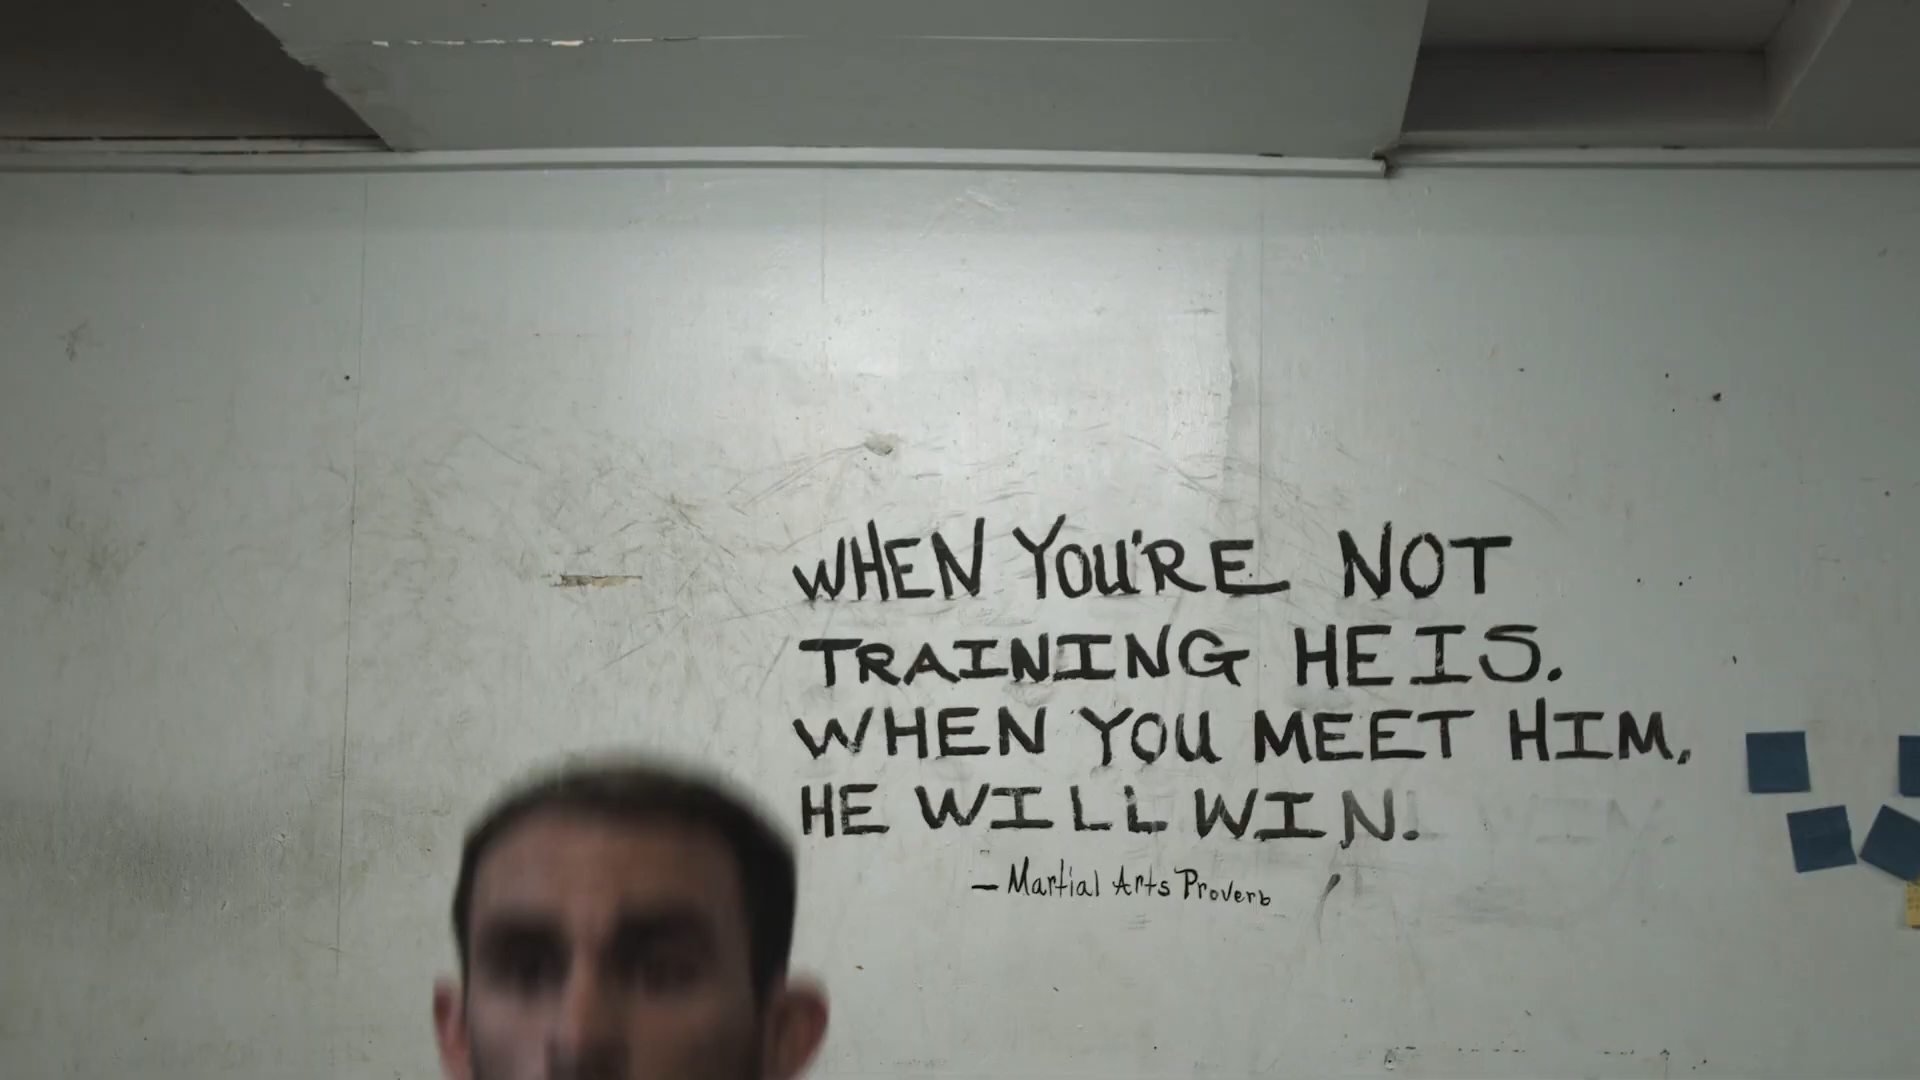 WHEN YOU'RE NOT
TRAINING HE IS.
WHEN YOU MEET HIM,
HE WILL WIN.
— Martial Arts Proverb